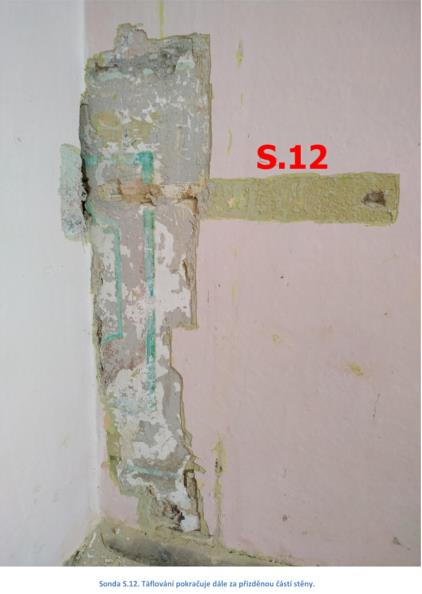 S.12
Sonda S.12. Táflování pokračuje dále za přizděnou částí stěny.